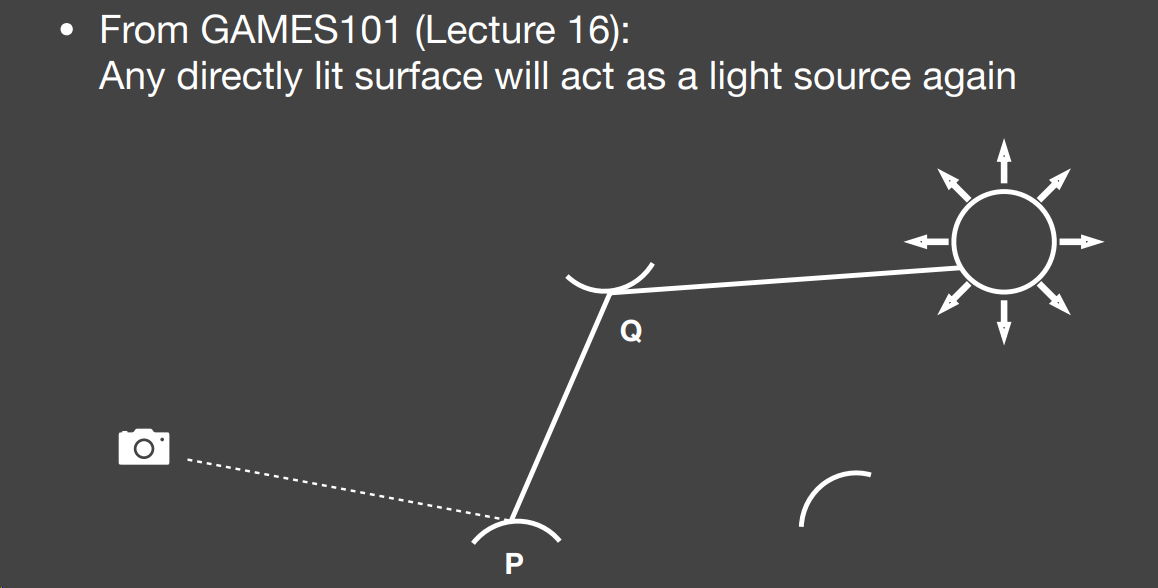 • From GAMES101 (Lecture 16):
Any directly lit surface will act as a light source again
Q
P